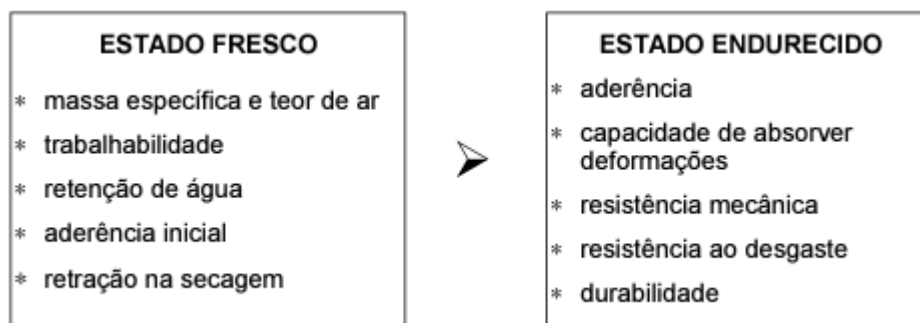 ESTADO FRESCO
* massa específica e teor de ar
* trabalhabilidade
* retenção de água
* aderência inicial
* retração na secagem
ESTADO ENDURECIDO
* aderência
* capacidade de absorver
deformações
* resistência mecânica
* resistência ao desgaste
* durabilidade